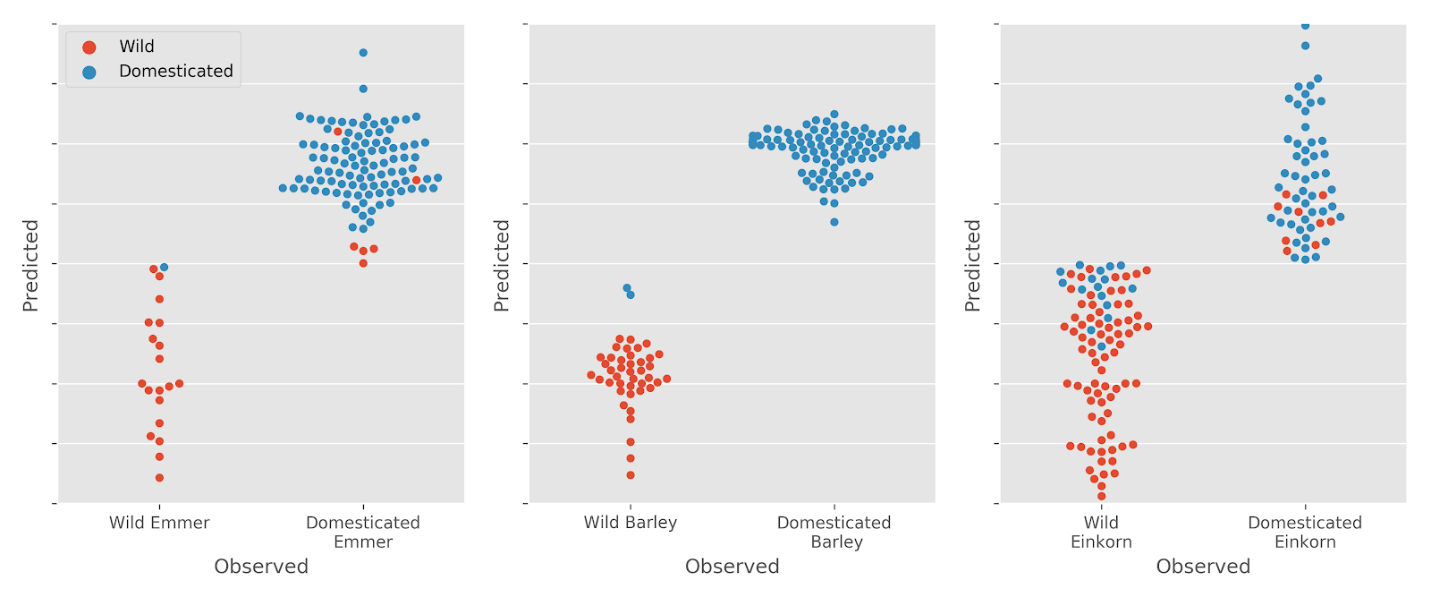 Wild
Domesticated
Predicted
Wild Emmer
Domesticated
Emmer
Observed
Predicted
Wild Barley
Domesticated
Barley
Observed
Predicted
Wild
Einkorn
Domesticated
Einkorn
Observed